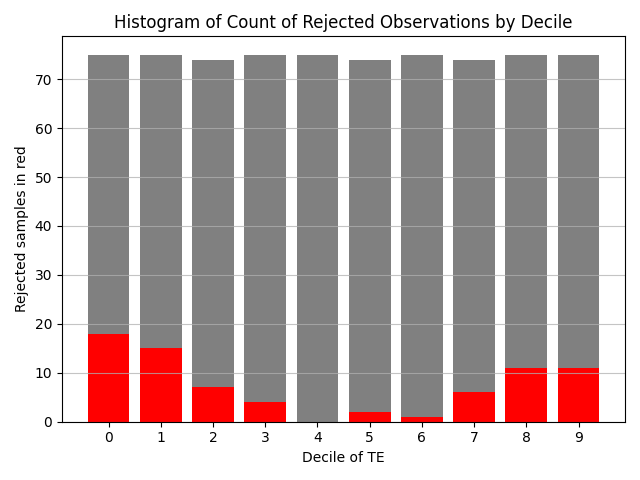 Histogram of Count of Rejected Observations by Decile
Rejected samples in red
70
60
50
40
30
20
10
0
0 1 2 3 4 5 6 7 8 9
Decile of TE